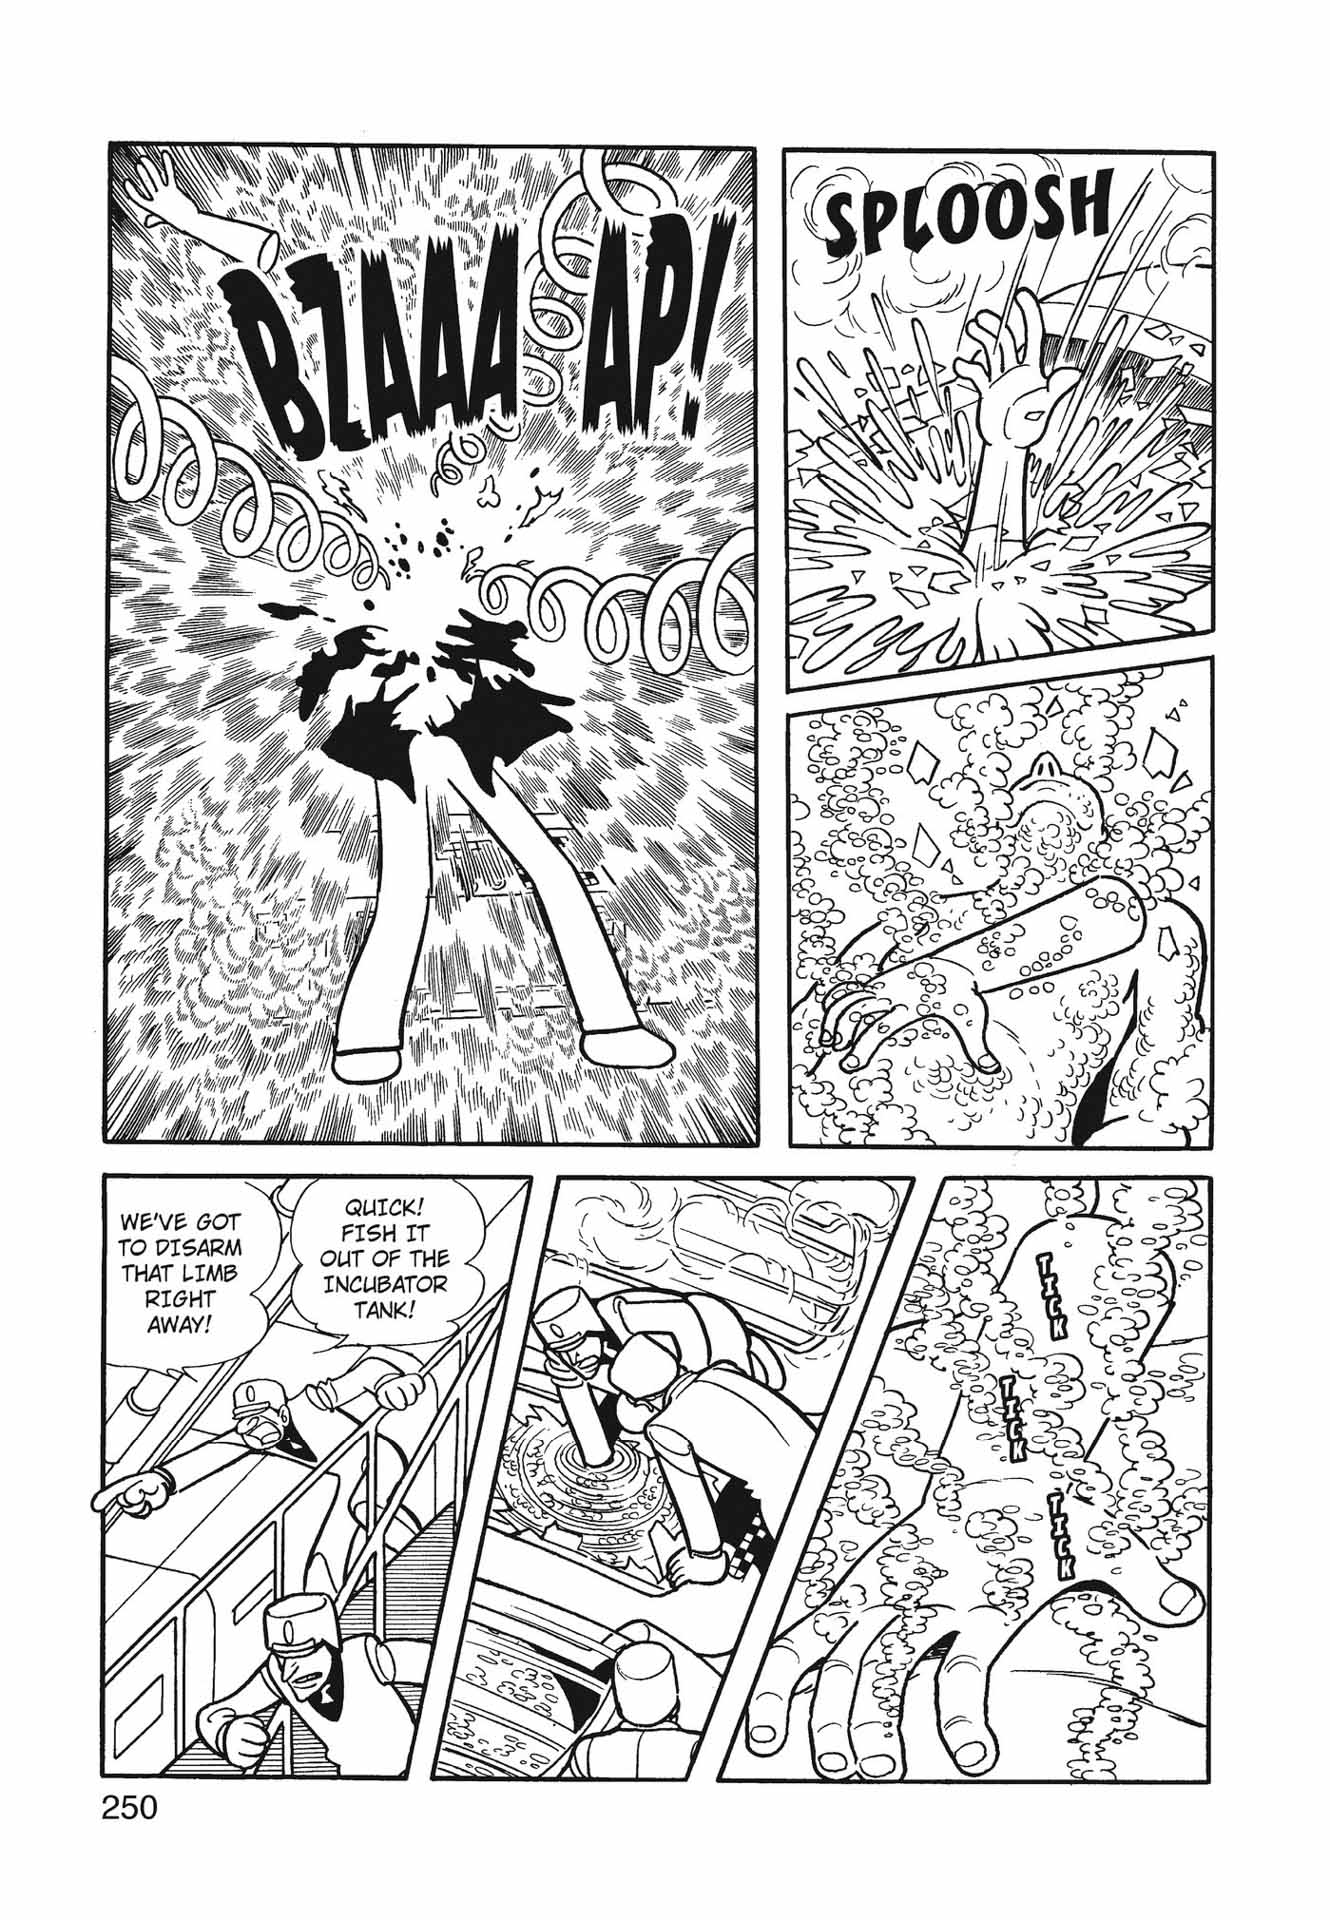 BZAAAAP!
SPLOOSH
WE'VE GOT
TO DISARM
THAT LIMB
RIGHT
AWAY!
QUICK!
FISH IT
OUT OF THE
INCUBATOR
TANK!
TICK
TICK
TICK
250